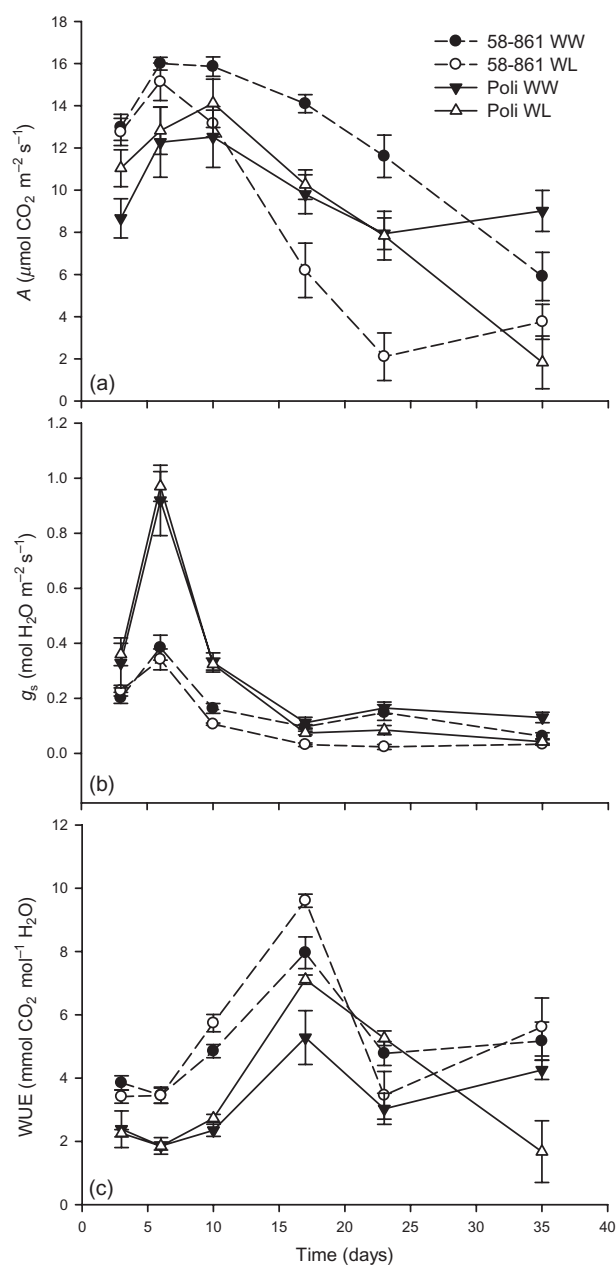 18
16
14
12
10
8
6
4
2
0
A (μmol CO₂ m⁻² s⁻¹)
(a)
58-861 WW
58-861 WL
Poli WW
Poli WL
1.2
1.0
0.8
0.6
0.4
0.2
0.0
gₛ (mol H₂O m⁻² s⁻¹)
(b)
12
10
8
6
4
2
0
WUE (mmol CO₂ mol⁻¹ H₂O)
(c)
0 5 10 15 20 25 30 35 40
Time (days)